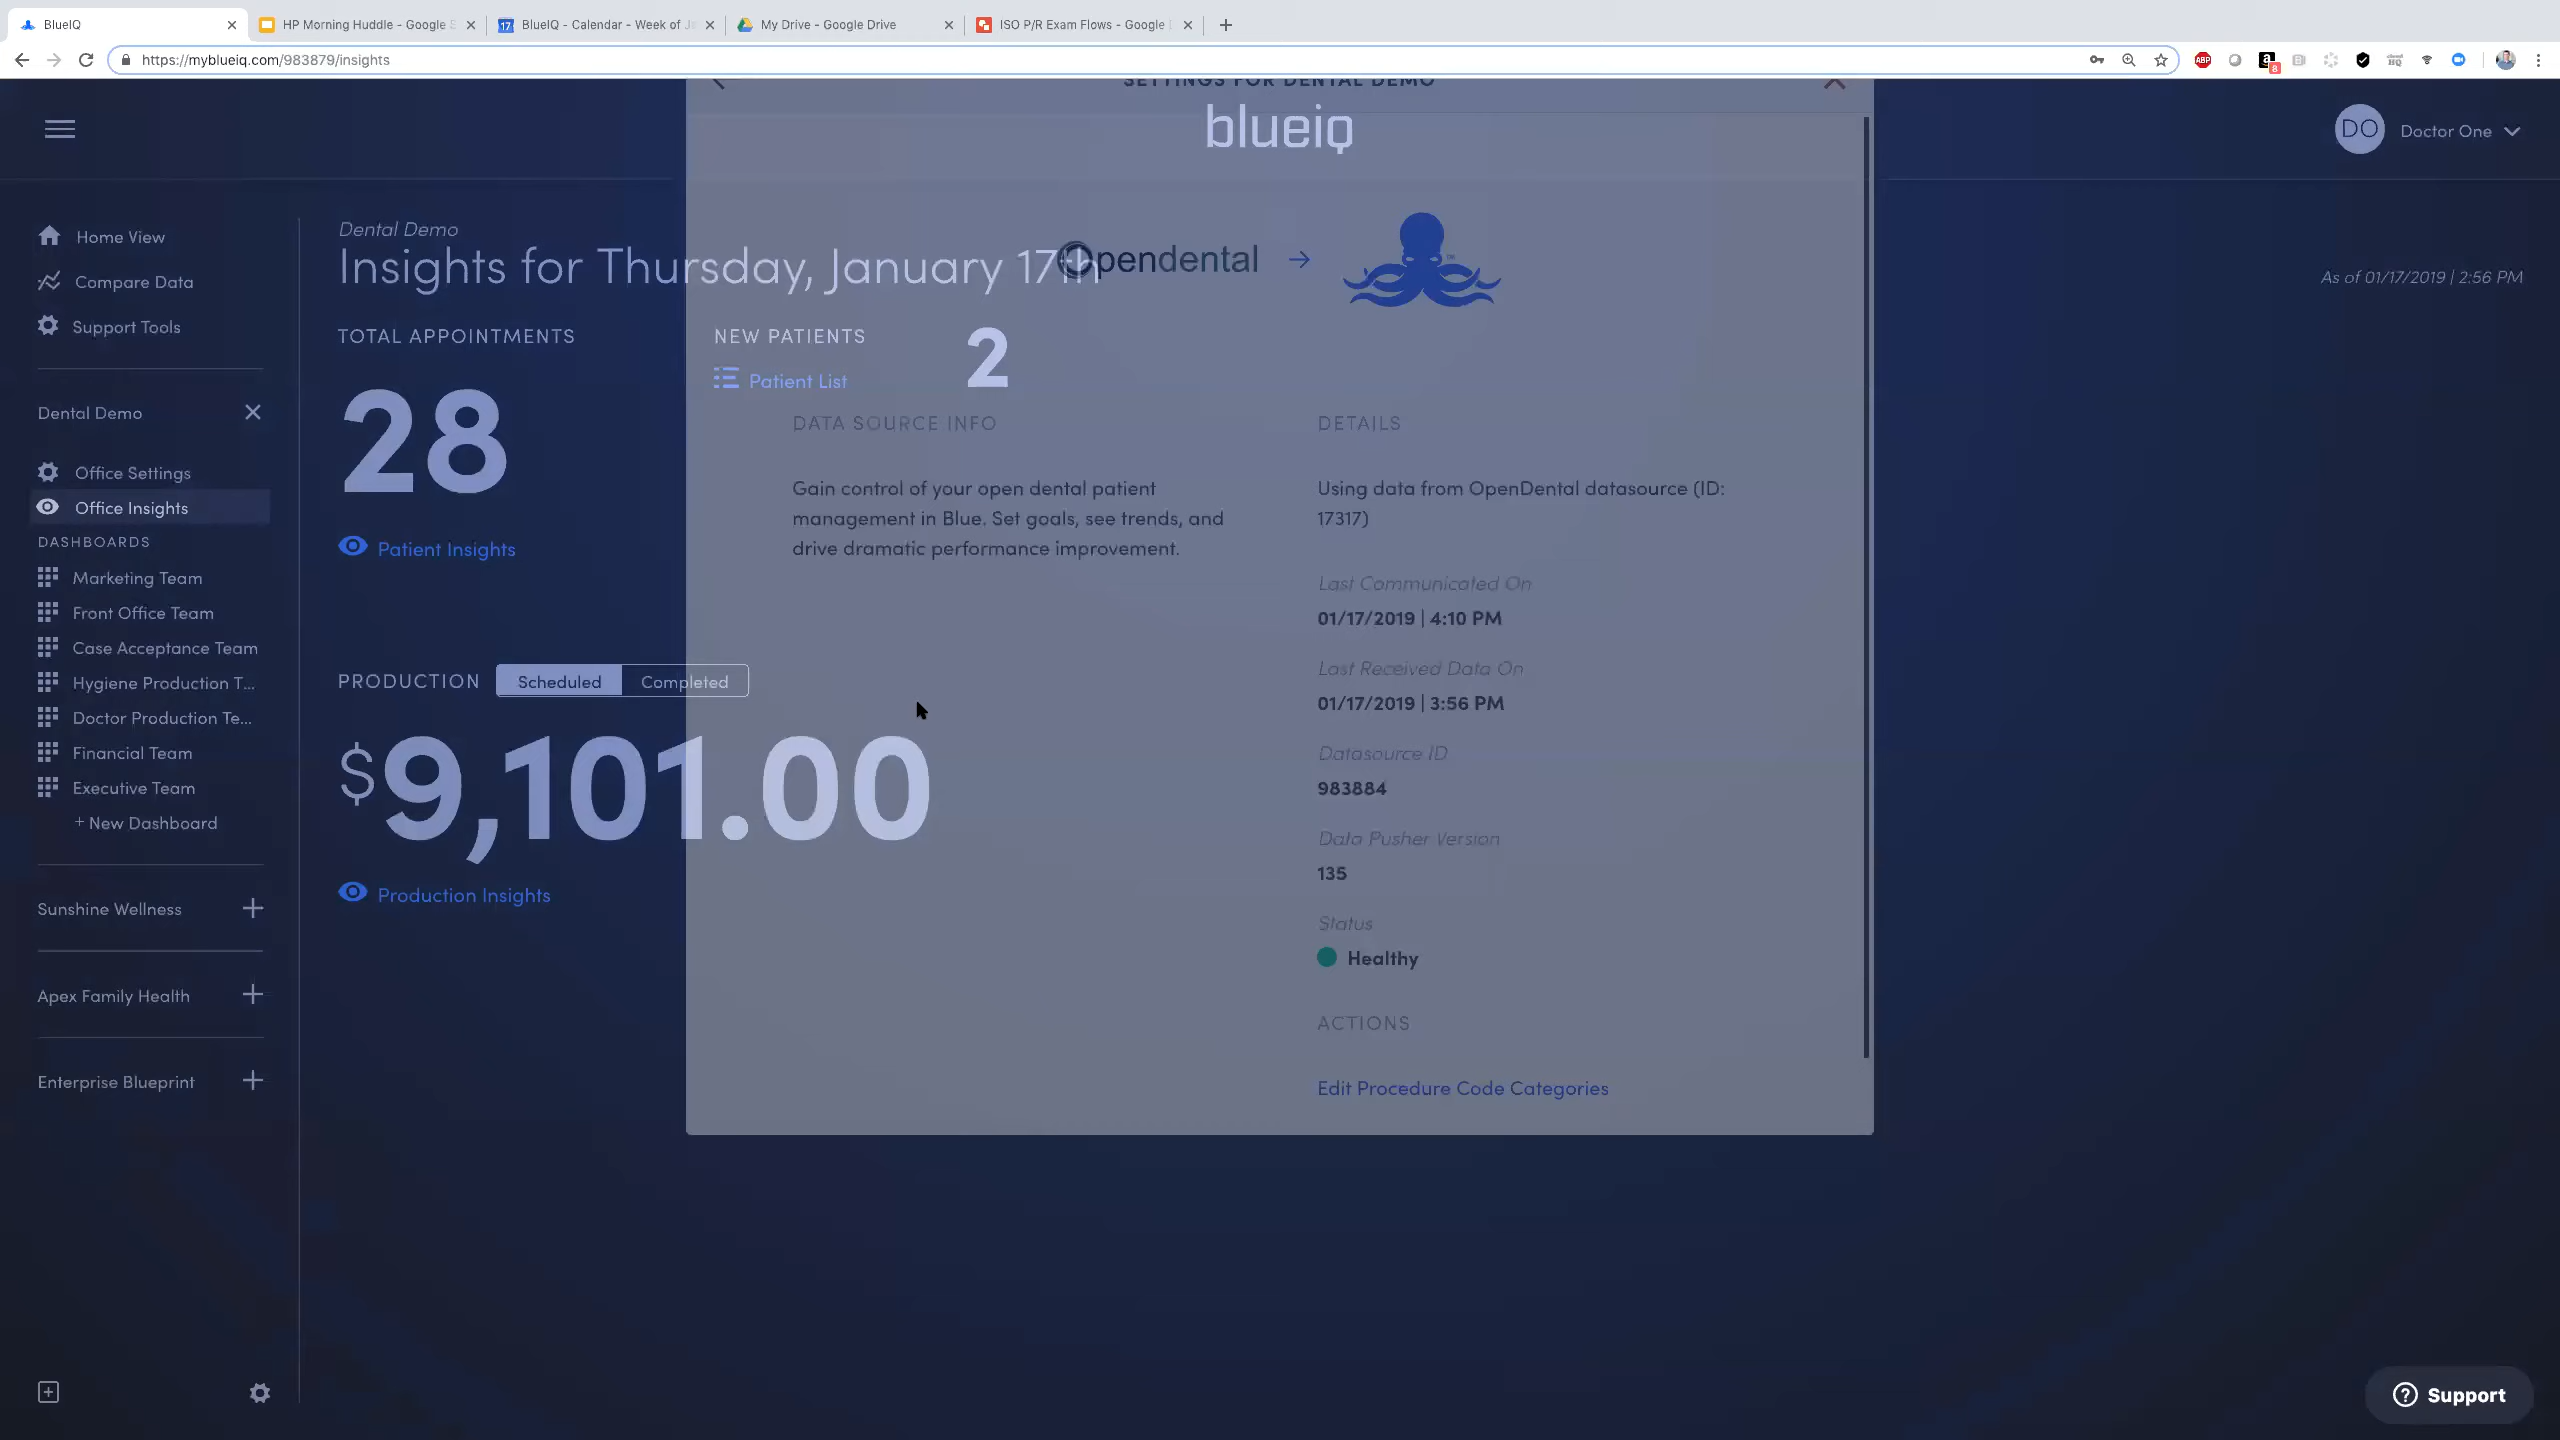 BlueIQ
HP Morning Huddle - Google S
BlueIQ - Calendar - Week of J
My Drive - Google Drive
ISO P/R Exam Flows - Google
https://myblueiq.com/983879/insights
ABP
8
SETTINGS FOR DENTAL DEMO
blueiq
DO
Doctor One
Home View
Compare Data
Support Tools
Dental Demo
Office Settings
Office Insights
DASHBOARDS
Marketing Team
Front Office Team
Case Acceptance Team
Hygiene Production T...
Doctor Production Te...
Financial Team
Executive Team
+ New Dashboard
Sunshine Wellness
Apex Family Health
Enterprise Blueprint
Dental Demo
Insights for Thursday, January 17th
As of 01/17/2019 | 2:56 PM
TOTAL APPOINTMENTS
28
Patient Insights
NEW PATIENTS
2
Patient List
PRODUCTION
Scheduled
Completed
$9,101.00
Production Insights
Opendental
DATA SOURCE INFO
Gain control of your open dental patient
management in Blue. Set goals, see trends, and
drive dramatic performance improvement.
DETAILS
Using data from OpenDental datasource (ID:
17317)
Last Communicated On
01/17/2019 | 4:10 PM
Last Received Data On
01/17/2019 | 3:56 PM
Datasource ID
983884
Data Pusher Version
135
Status
Healthy
ACTIONS
Edit Procedure Code Categories
Support